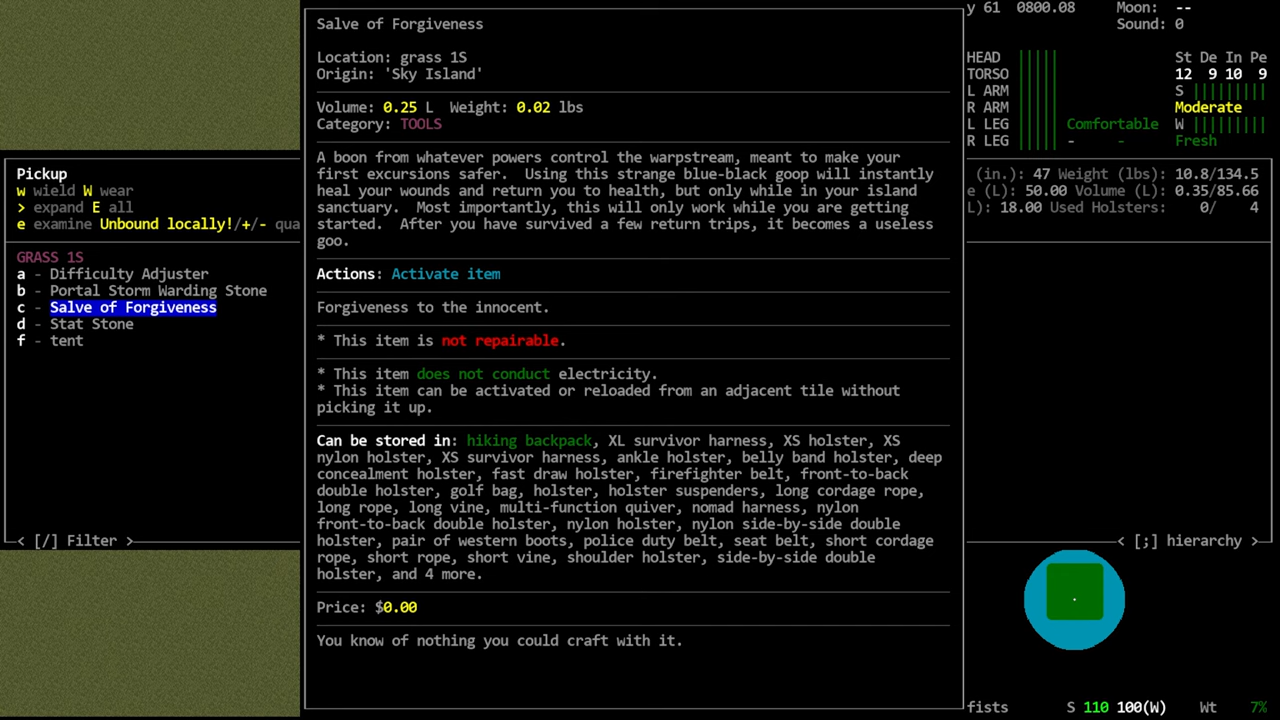 Pickup
w wield W wear
> expand E all
e examine Unbound locally!/+/- qua
GRASS 1S
a - Difficulty Adjuster
b - Portal Storm Warding Stone
c - Salve of Forgiveness
d - Stat Stone
f - tent
< [/] Filter >
Salve of Forgiveness
Location: grass 1S
Origin: 'Sky Island'
Volume: 0.25 L  Weight: 0.02 lbs
Category: TOOLS
A boon from whatever powers control the warpstream, meant to make your
first excursions safer.  Using this strange blue-black goop will instantly
heal your wounds and return you to health, but only while in your island
sanctuary.  Most importantly, this will only work while you are getting
started.  After you have survived a few return trips, it becomes a useless
goo.
Actions: Activate item
Forgiveness to the innocent.
* This item is not repairable.
* This item does not conduct electricity.
* This item can be activated or reloaded from an adjacent tile without
picking it up.
Can be stored in: hiking backpack, XL survivor harness, XS holster, XS
nylon holster, XS survivor harness, ankle holster, belly band holster, deep
concealment holster, fast draw holster, firefighter belt, front-to-back
double holster, golf bag, holster, holster suspenders, long cordage rope,
long rope, long vine, multi-function quiver, nomad harness, nylon
front-to-back double holster, nylon holster, nylon side-by-side double
holster, pair of western boots, police duty belt, seat belt, short cordage
rope, short rope, short vine, shoulder holster, side-by-side double
holster, and 4 more.
Price: $0.00
You know of nothing you could craft with it.
y 61  0800.08  Moon: --
Sound: 0
HEAD  St De In Pe
TORSO  12  9 10  9
L ARM  S
R ARM  Moderate
L LEG  Comfortable  W
R LEG  -  -  Fresh
(in.): 47 Weight (lbs): 10.8/134.5
e (L): 50.00 Volume (L): 0.35/85.66
L): 18.00 Used Holsters:  0/  4
< [;] hierarchy >
fists  S 110 100(W)  Wt  7%